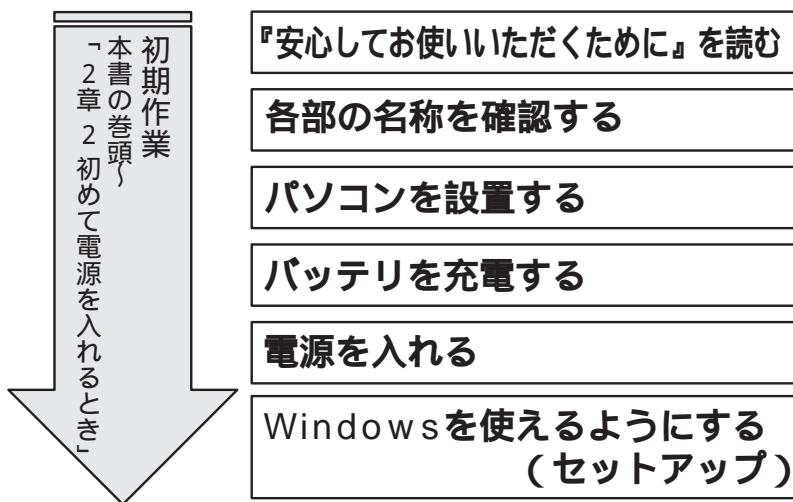 初期作業
本書の巻頭~
「2章 2 初めて電源を入れるとき」
『安心してお使いいただくために』を読む
各部の名称を確認する
パソコンを設置する
バッテリを充電する
電源を入れる
Windowsを使えるようにする
(セットアップ)